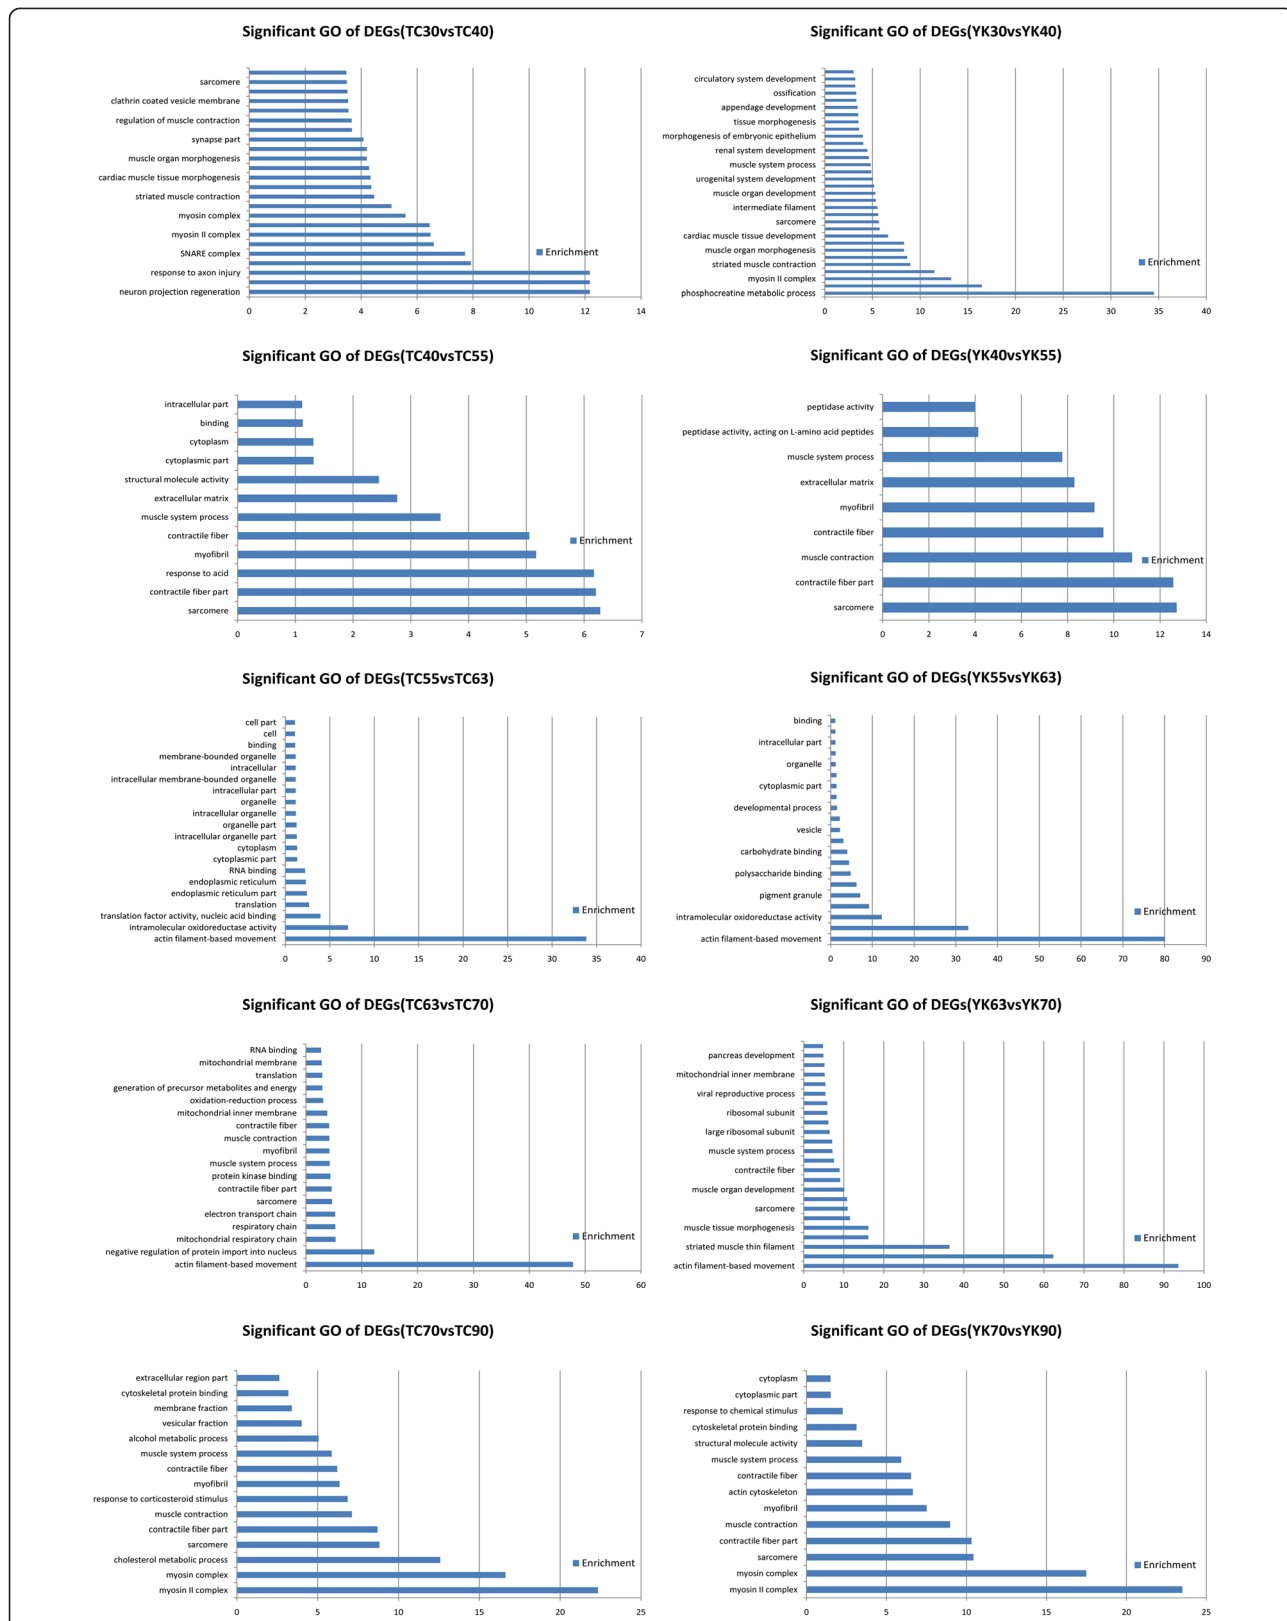 Significant GO of DEGs(TC30vsTC40)
sarcomere
clathrin coated vesicle membrane
regulation of muscle contraction
synapse part
muscle organ morphogenesis
cardiac muscle tissue morphogenesis
striated muscle contraction
myosin complex
myosin II complex
SNARE complex
response to axon injury
neuron projection regeneration
Enrichment
0 2 4 6 8 10 12 14
Significant GO of DEGs(YK30vsYK40)
circulatory system development
ossification
appendage development
tissue morphogenesis
morphogenesis of embryonic epithelium
renal system development
muscle system process
urogenital system development
muscle organ development
intermediate filament
sarcomere
cardiac muscle tissue development
muscle organ morphogenesis
striated muscle contraction
myosin II complex
phosphocreatine metabolic process
Enrichment
0 5 10 15 20 25 30 35 40
Significant GO of DEGs(TC40vsTC55)
intracellular part
binding
cytoplasm
cytoplasmic part
structural molecule activity
extracellular matrix
muscle system process
contractile fiber
myofibril
response to acid
contractile fiber part
sarcomere
Enrichment
0 1 2 3 4 5 6 7
Significant GO of DEGs(YK40vsYK55)
peptidase activity
peptidase activity, acting on L-amino acid peptides
muscle system process
extracellular matrix
myofibril
contractile fiber
muscle contraction
contractile fiber part
sarcomere
Enrichment
0 2 4 6 8 10 12 14
Significant GO of DEGs(TC55vsTC63)
cell part
cell
binding
membrane-bounded organelle
intracellular
intracellular membrane-bounded organelle
intracellular part
organelle
intracellular organelle
organelle part
intracellular organelle part
cytoplasm
cytoplasmic part
RNA binding
endoplasmic reticulum
endoplasmic reticulum part
translation
translation factor activity, nucleic acid binding
intramolecular oxidoreductase activity
actin filament-based movement
Enrichment
0 5 10 15 20 25 30 35 40
Significant GO of DEGs(YK55vsYK63)
binding
intracellular part
organelle
cytoplasmic part
developmental process
vesicle
carbohydrate binding
polysaccharide binding
pigment granule
intramolecular oxidoreductase activity
actin filament-based movement
Enrichment
0 10 20 30 40 50 60 70 80 90
Significant GO of DEGs(TC63vsTC70)
RNA binding
mitochondrial membrane
translation
generation of precursor metabolites and energy
oxidation-reduction process
mitochondrial inner membrane
contractile fiber
muscle contraction
myofibril
muscle system process
protein kinase binding
contractile fiber part
sarcomere
electron transport chain
respiratory chain
mitochondrial respiratory chain
negative regulation of protein import into nucleus
actin filament-based movement
Enrichment
0 10 20 30 40 50 60
Significant GO of DEGs(YK63vsYK70)
pancreas development
mitochondrial inner membrane
viral reproductive process
ribosomal subunit
large ribosomal subunit
muscle system process
contractile fiber
muscle organ development
sarcomere
muscle tissue morphogenesis
striated muscle thin filament
actin filament-based movement
Enrichment
0 10 20 30 40 50 60 70 80 90 100
Significant GO of DEGs(TC70vsTC90)
extracellular region part
cytoskeletal protein binding
membrane fraction
vesicular fraction
alcohol metabolic process
muscle system process
contractile fiber
myofibril
response to corticosteroid stimulus
muscle contraction
contractile fiber part
sarcomere
cholesterol metabolic process
myosin complex
myosin II complex
Enrichment
0 5 10 15 20 25
Significant GO of DEGs(YK70vsYK90)
cytoplasm
cytoplasmic part
response to chemical stimulus
cytoskeletal protein binding
structural molecule activity
muscle system process
contractile fiber
actin cytoskeleton
myofibril
muscle contraction
contractile fiber part
sarcomere
myosin complex
myosin II complex
Enrichment
0 5 10 15 20 25